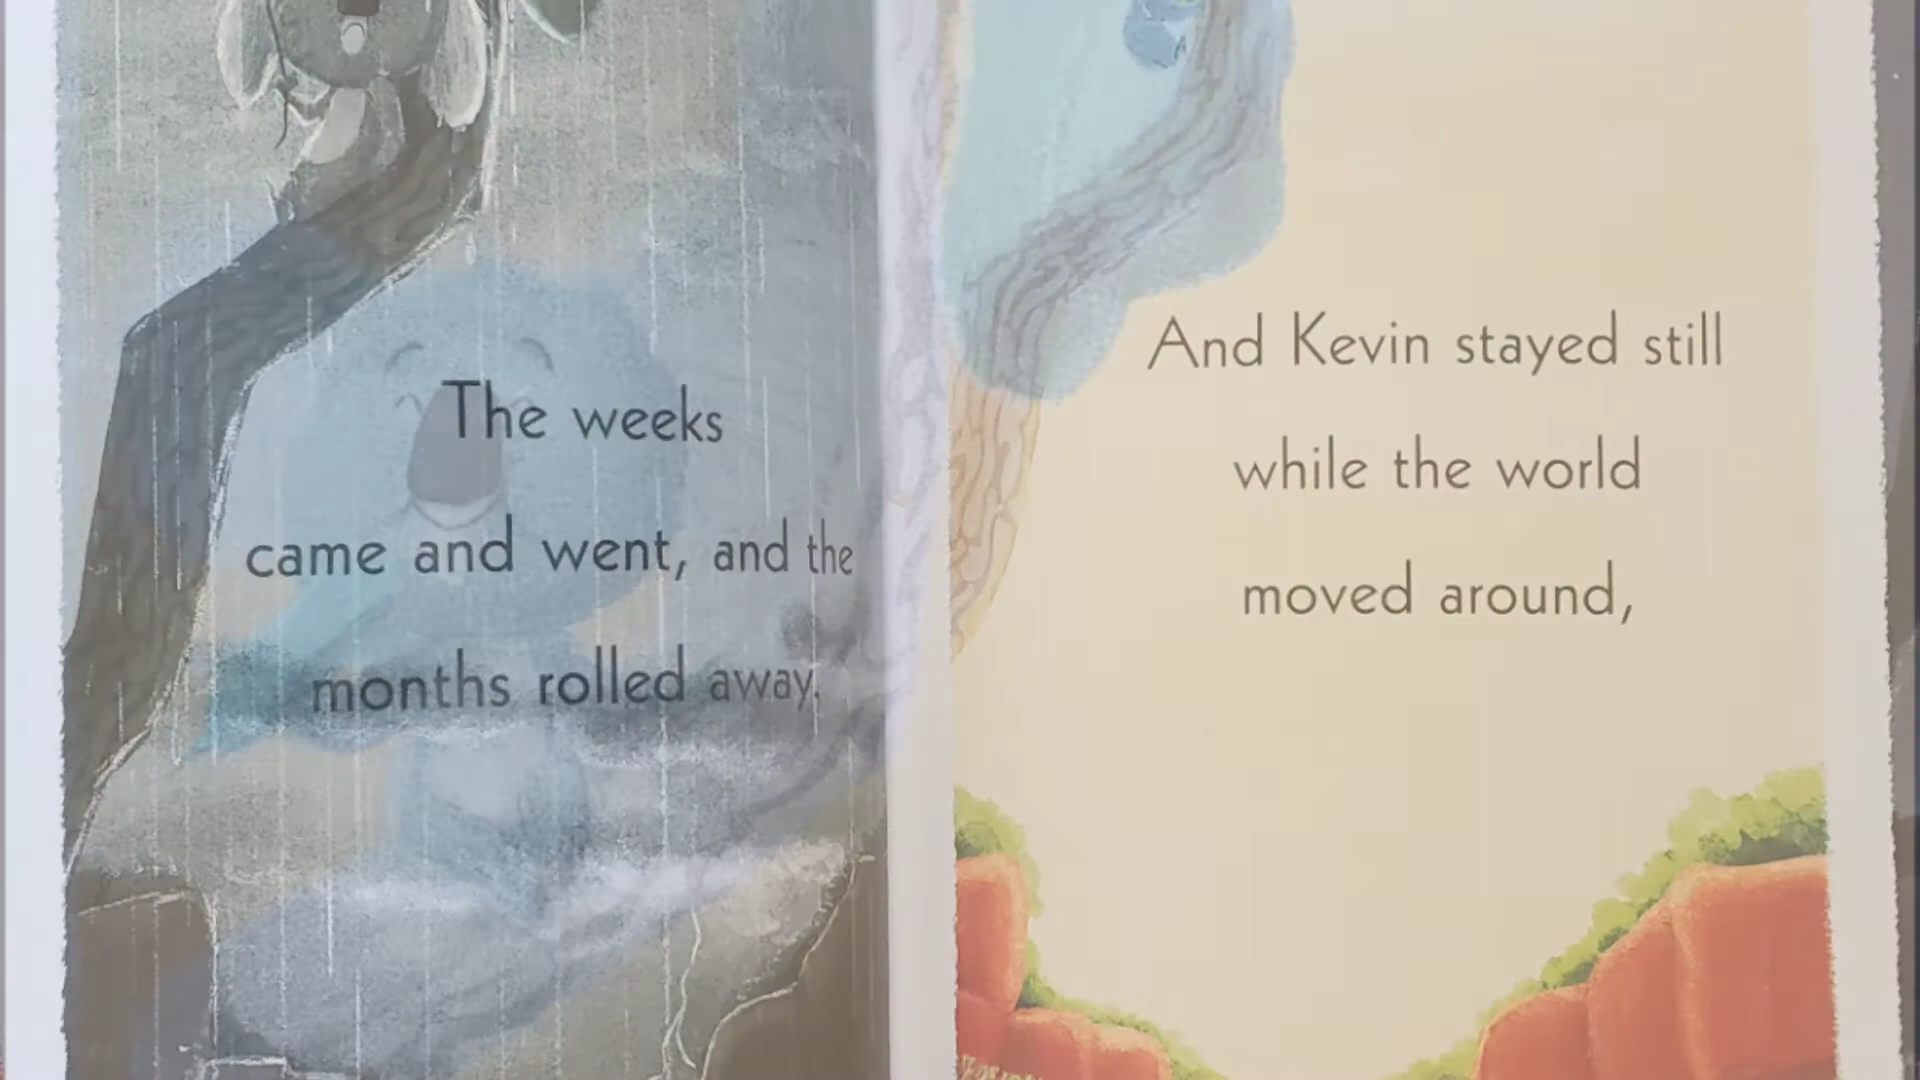 The weeks
came and went, and the
months rolled away.
And Kevin stayed still
while the world
moved around,